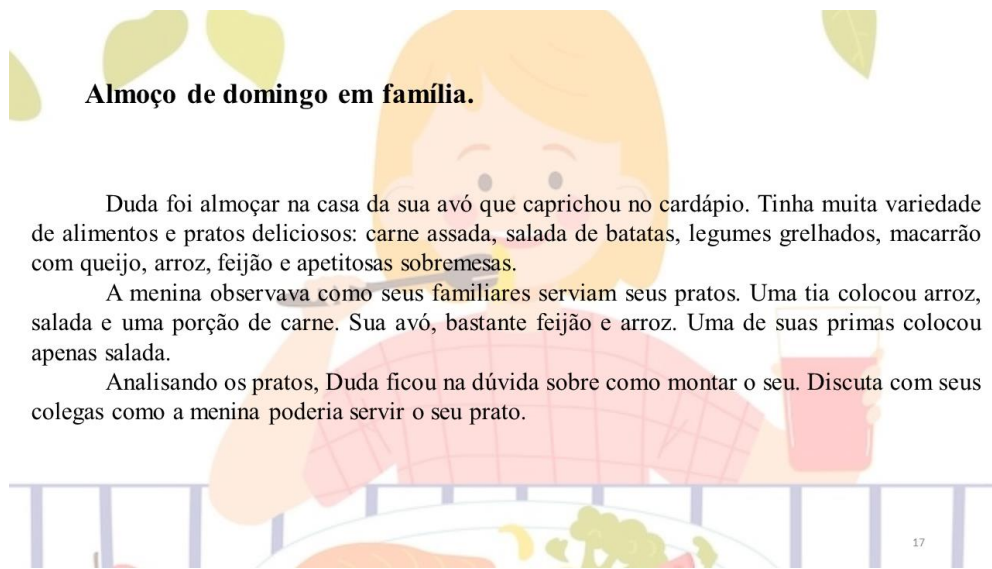 Almoço de domingo em família.
Duda foi almoçar na casa da sua avó que caprichou no cardápio. Tinha muita variedade
de alimentos e pratos deliciosos: carne assada, salada de batatas, legumes grelhados, macarrão
com queijo, arroz, feijão e apetitosas sobremesas.
A menina observava como seus familiares serviam seus pratos. Uma tia colocou arroz,
salada e uma porção de carne. Sua avó, bastante feijão e arroz. Uma de suas primas colocou
apenas salada.
Analisando os pratos, Duda ficou na dúvida sobre como montar o seu. Discuta com seus
colegas como a menina poderia servir o seu prato.
17